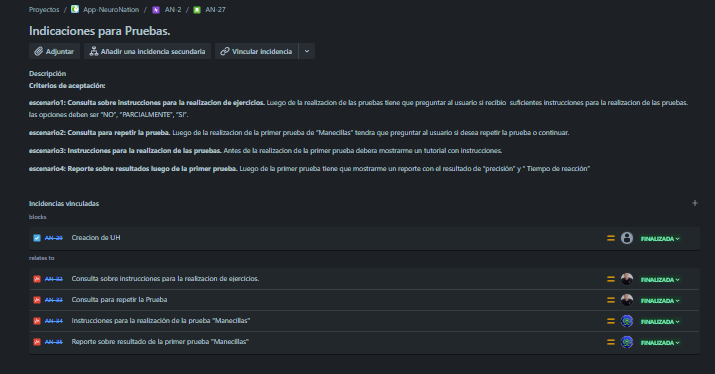 Proyectos / App-NeuroNation / AN-2 / AN-27
Indicaciones para Pruebas.
Adjuntar Añadir una incidencia secundaria Vincular incidencia
Descripción
Criterios de aceptación:
escenario1: Consulta sobre instrucciones para la realizacion de ejercicios. Luego de la realizacion de las pruebas tiene que preguntar al usuario si recibio suficientes instrucciones para la realizacion de las pruebas.
las opciones deben ser "NO", "PARCIALMENTE", "SI".
escenario2: Consulta para repetir la prueba. Luego de la realizacion de la primer prueba de "Manecillas" tendra que preguntar al usuario si desea repetir la prueba o continuar.
escenario3: Instrucciones para la realizacion de las pruebas. Antes de la realizacion de la primer prueba debera mostrarme un tutorial con instrucciones.
escenario4: Reporte sobre resultados luego de la primer prueba. Luego de la primer prueba tiene que mostrarme un reporte con el resultado de "precisión" y " Tiempo de reacción"
Incidencias vinculadas
blocks
AN-29 Creacion de UH FINALIZADA
relates to
AN-32 Consulta sobre instrucciones para la realizacion de ejercicios. FINALIZADA
AN-33 Consulta para repetir la Prueba FINALIZADA
AN-34 Instrucciones para la realización de la prueba "Manecillas" FINALIZADA
AN-35 Reporte sobre resultado de la primer prueba "Manecillas" FINALIZADA